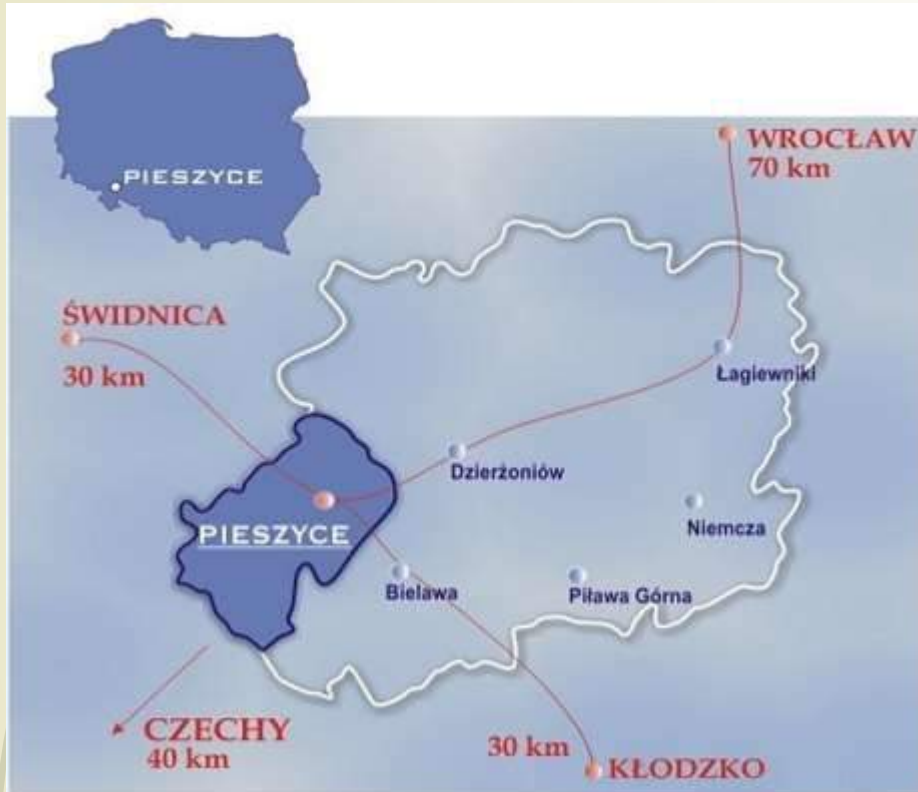 PIESZYCE
WROCŁAW
70 km
ŚWIDNICA
30 km
Łagiewniki
Dzierżoniów
Niemcza
PIESZYCE
Bielawa
Piława Górna
CZECHY
40 km
30 km
KŁODZKO